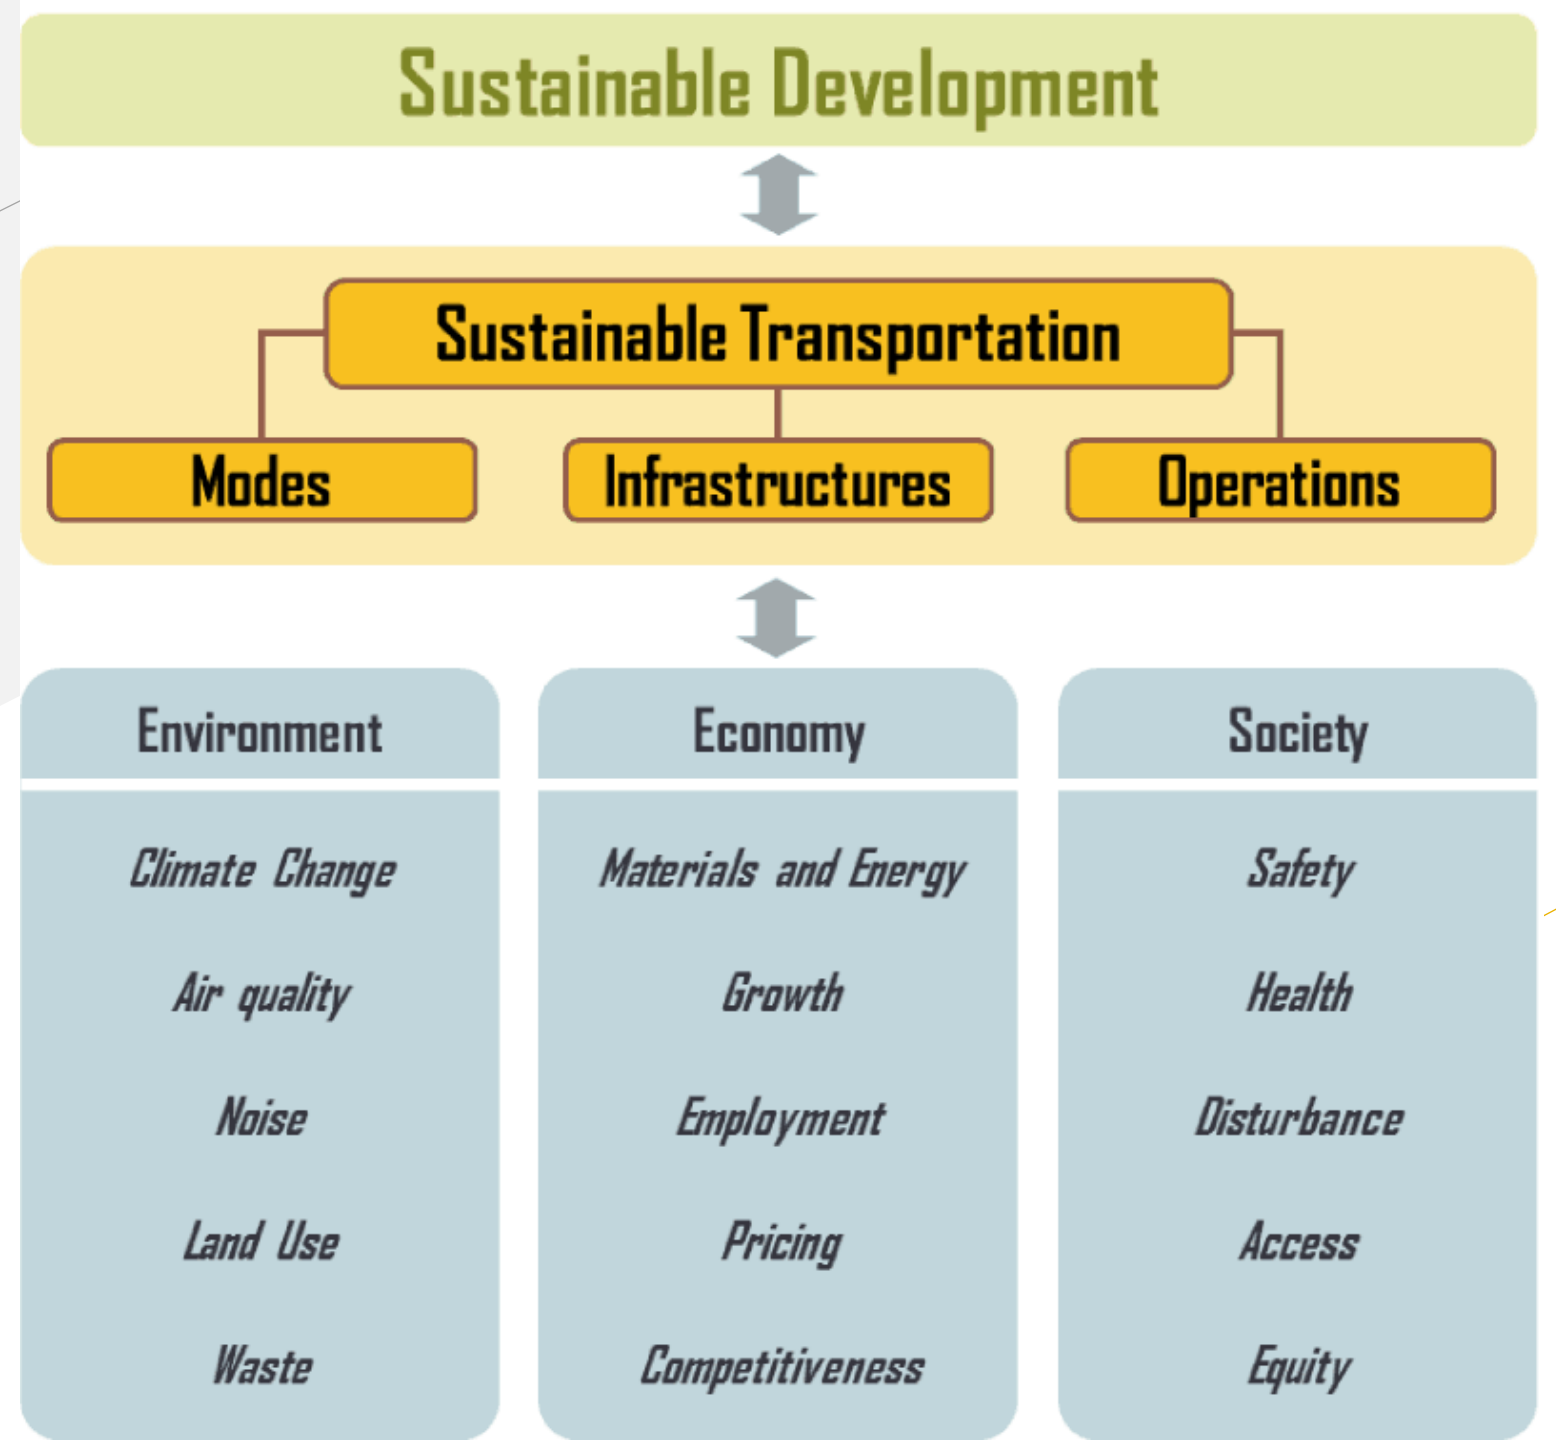 Sustainable Development
Sustainable Transportation
Modes
Infrastructures
Operations
Environment
Climate Change
Air quality
Noise
Land Use
Waste
Economy
Materials and Energy
Growth
Employment
Pricing
Competitiveness
Society
Safety
Health
Disturbance
Access
Equity